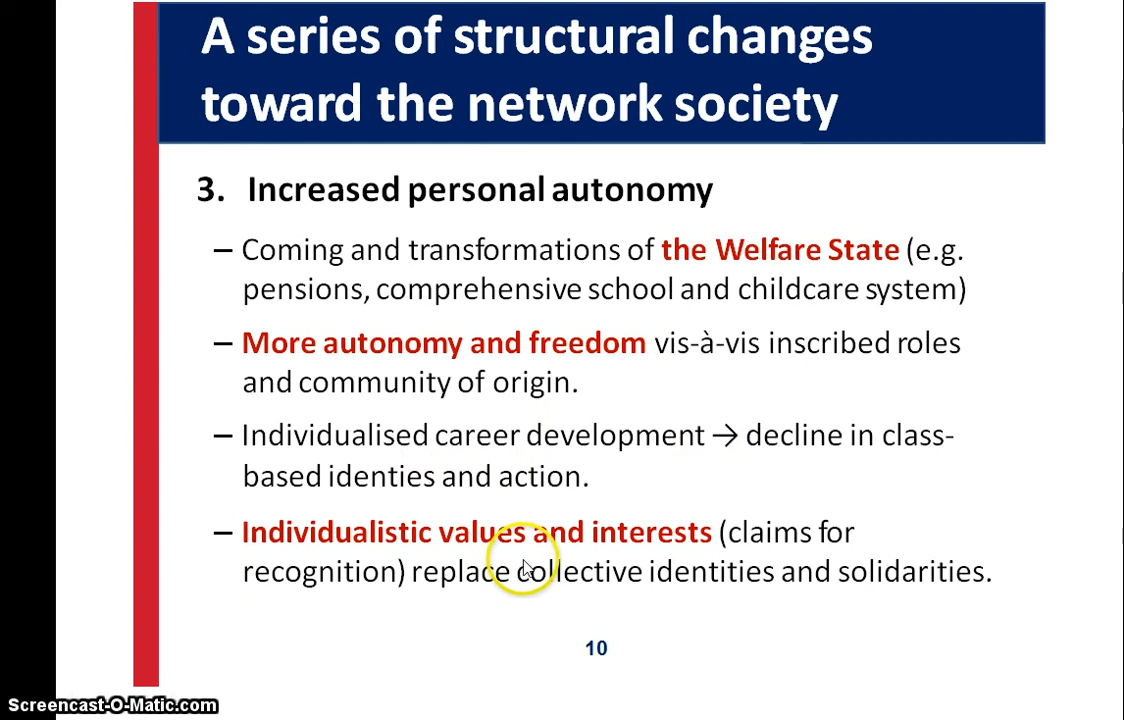 A series of structural changes
toward the network society
3. Increased personal autonomy
– Coming and transformations of the Welfare State (e.g.
pensions, comprehensive school and childcare system)
– More autonomy and freedom vis-à-vis inscribed roles
and community of origin.
– Individualised career development → decline in class-
based identies and action.
– Individualistic values and interests (claims for
recognition) replace collective identities and solidarities.
10
Screencast-O-Matic.com